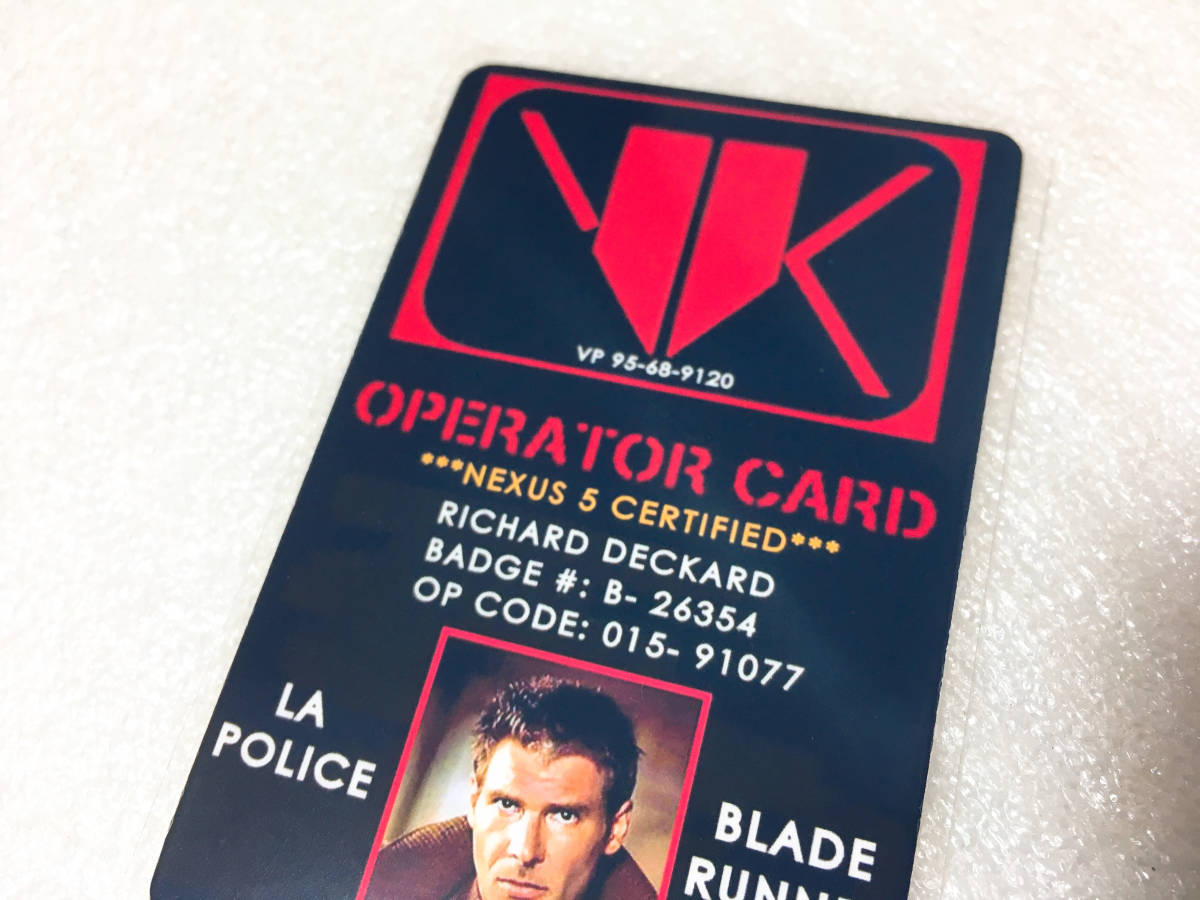 VK
VP 95-68-9120
OPERATOR CARD
***NEXUS 5 CERTIFIED***
RICHARD DECKARD
BADGE #: B- 26354
OP CODE: 015- 91077
LA
POLICE
BLADE